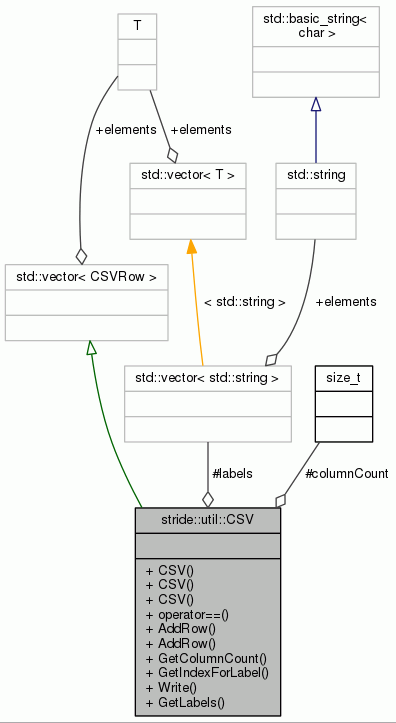 T
std::basic_string<
char >
+elements
+elements
std::vector< T >
std::string
std::vector< CSVRow >
< std::string >
+elements
std::vector< std::string >
size_t
#labels
#columnCount
stride::util::CSV
+ CSV()
+ CSV()
+ CSV()
+ operator==()
+ AddRow()
+ AddRow()
+ GetColumnCount()
+ GetIndexForLabel()
+ Write()
+ GetLabels()